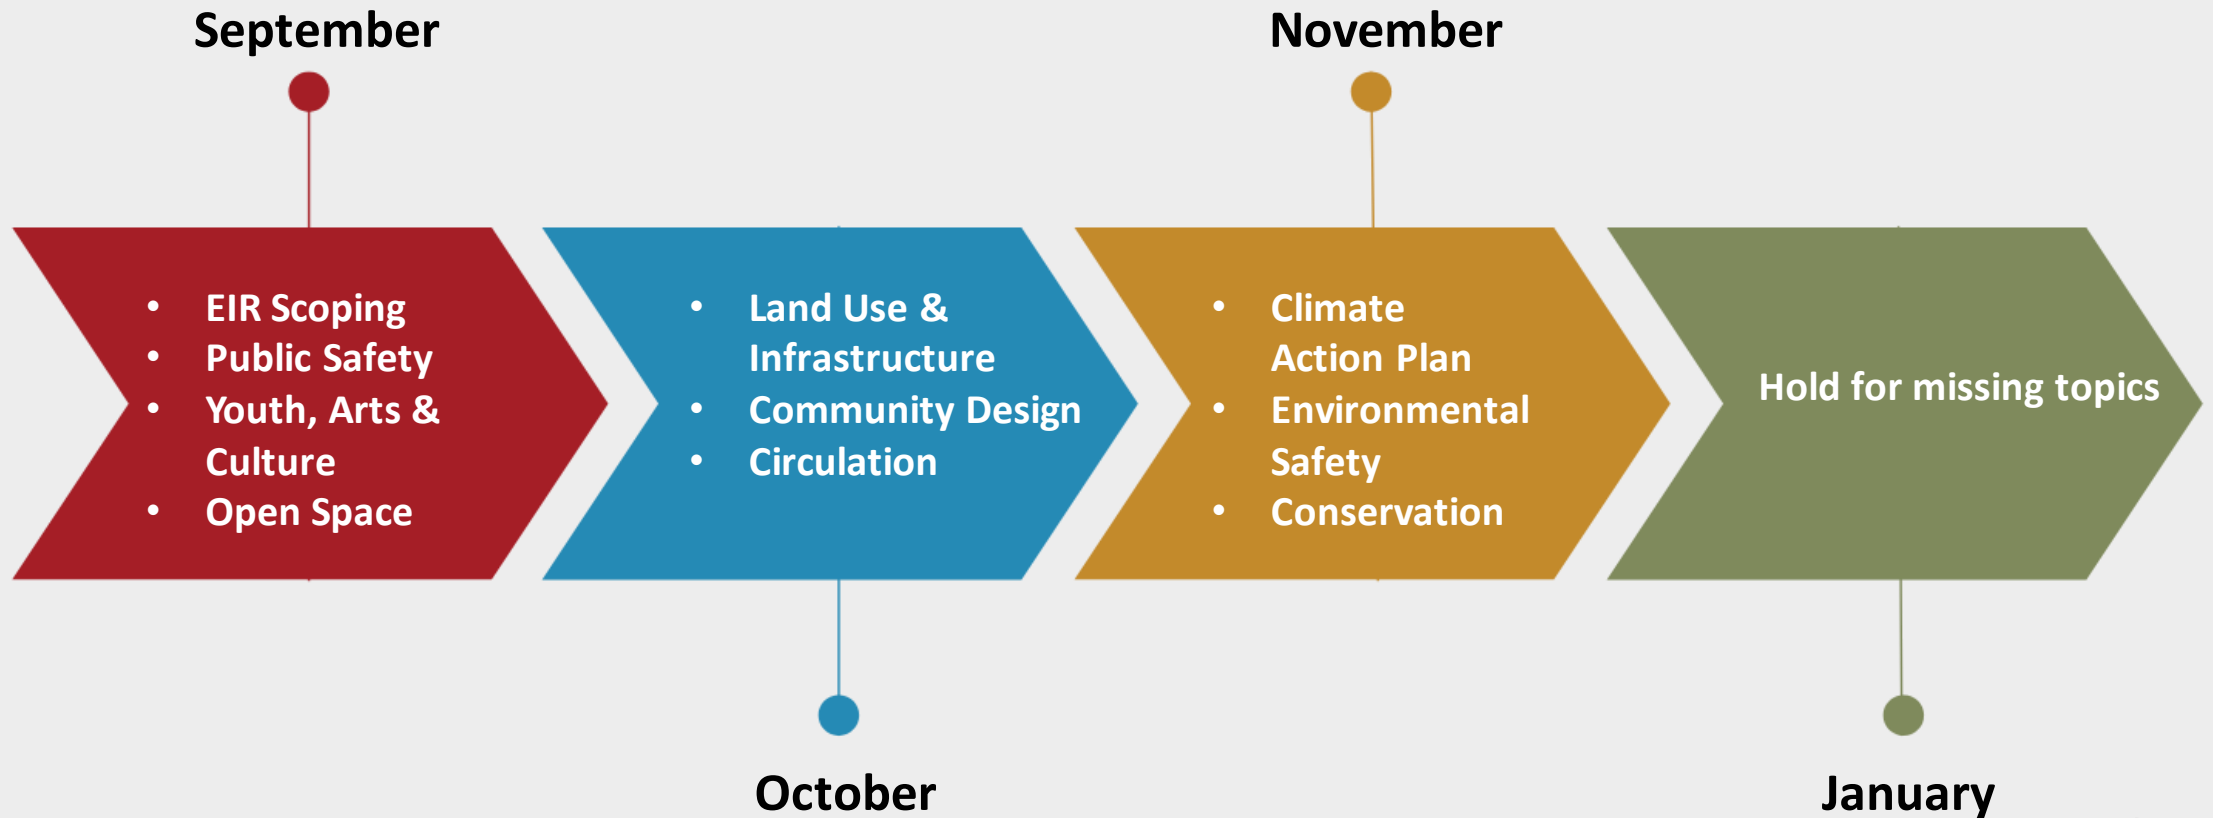 September
• EIR Scoping
• Public Safety
• Youth, Arts &
Culture
• Open Space
October
• Land Use &
Infrastructure
• Community Design
• Circulation
November
• Climate
Action Plan
• Environmental
Safety
• Conservation
January
Hold for missing topics